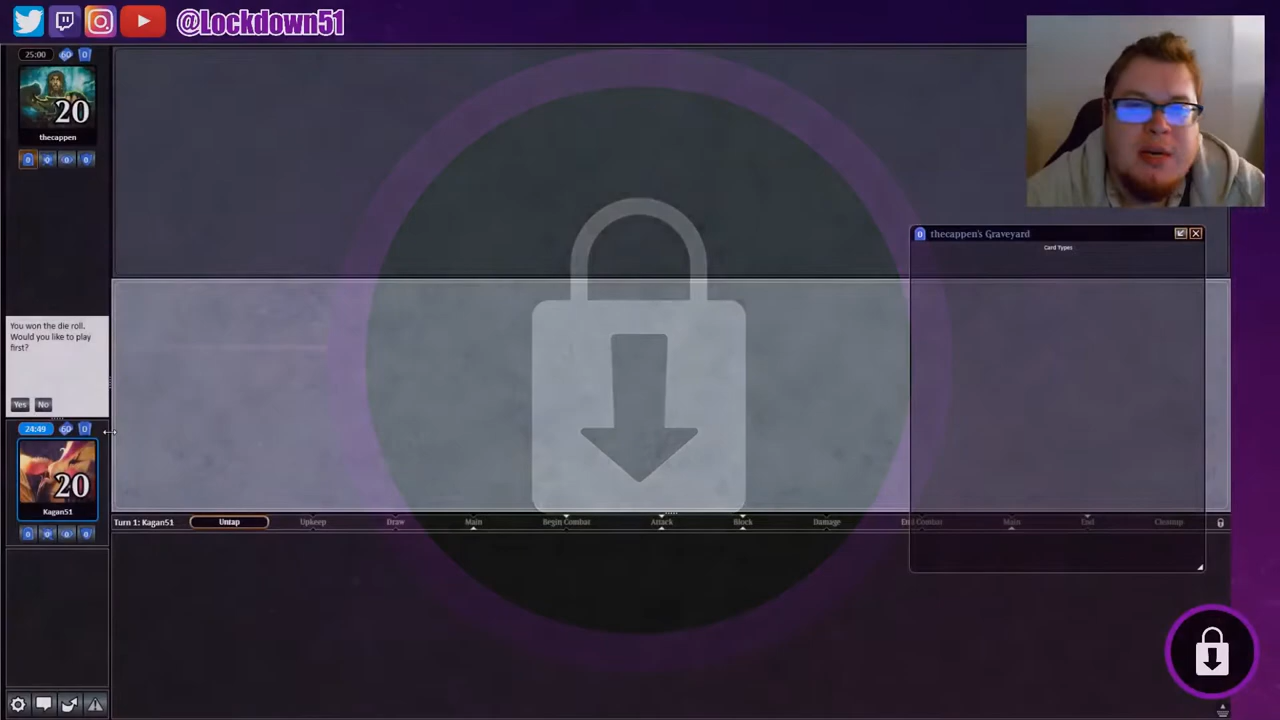 @Lockdown51
25:00 60 0
20
thecappen
0 0 0 0
0 thecappen's Graveyard
Card Types
You won the die roll.
Would you like to play
first?
Yes No
24:49 60 0
20
Kagan51
0 0 0 0
Turn 1: Kagan51 Untap Upkeep Draw Main Begin Combat Attack Block Damage End Combat Main End Cleanup